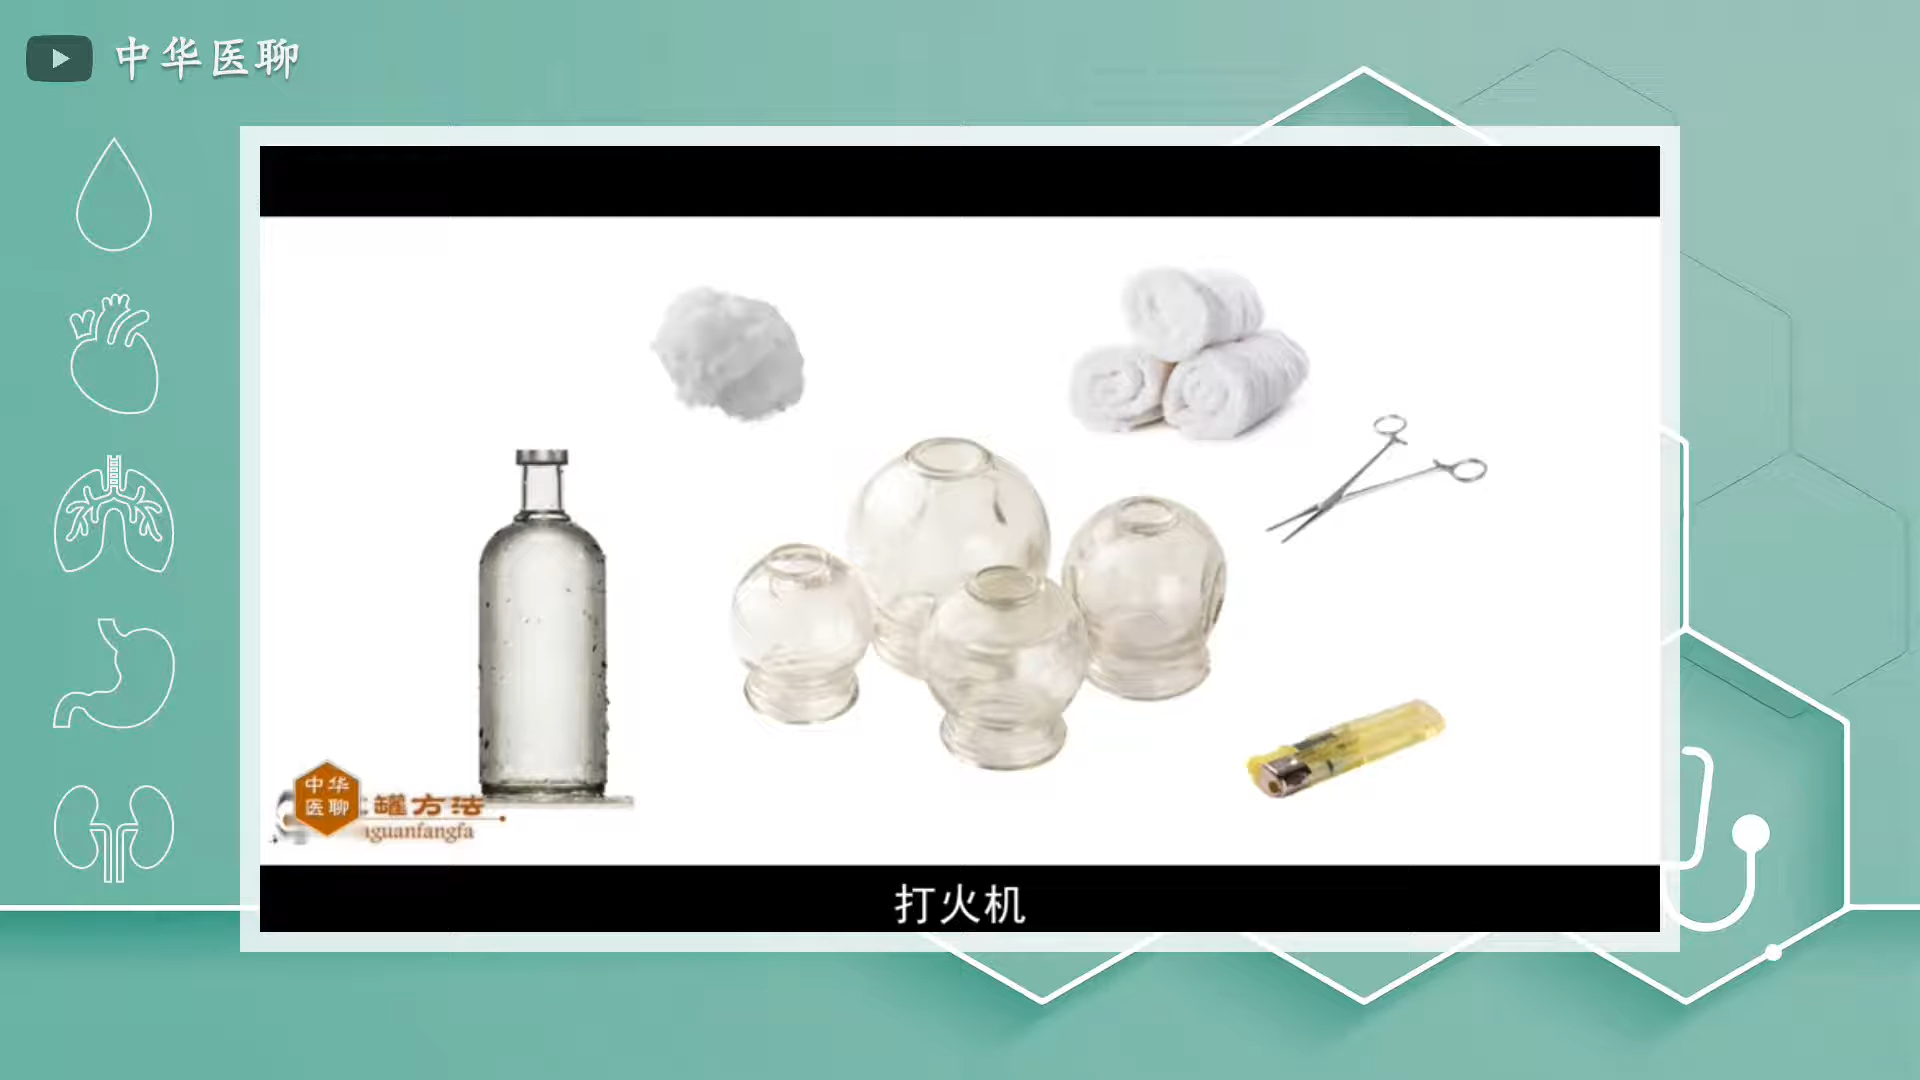 中华医聊
中华
医聊
罐方法
guanfangfa
打火机